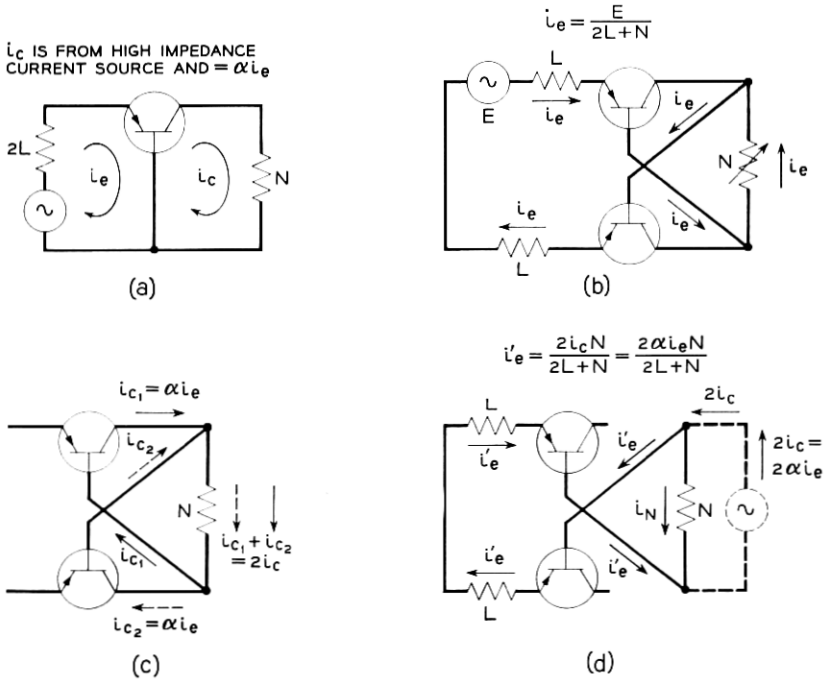 ic IS FROM HIGH IMPEDANCE
CURRENT SOURCE AND = αie
2L
ie
ic
N
(a)
ie = E / 2L+N
L
E
ie
ie
N
ie
ie
ie
L
(b)
ic1 = αie
ic2
N
ic1
ic1 + ic2
= 2ic
ic2 = αie
(c)
i'e = 2icN / 2L+N = 2αieN / 2L+N
L
2ic
i'e
i'e
2ic =
2αie
iN
N
i'e
i'e
L
(d)